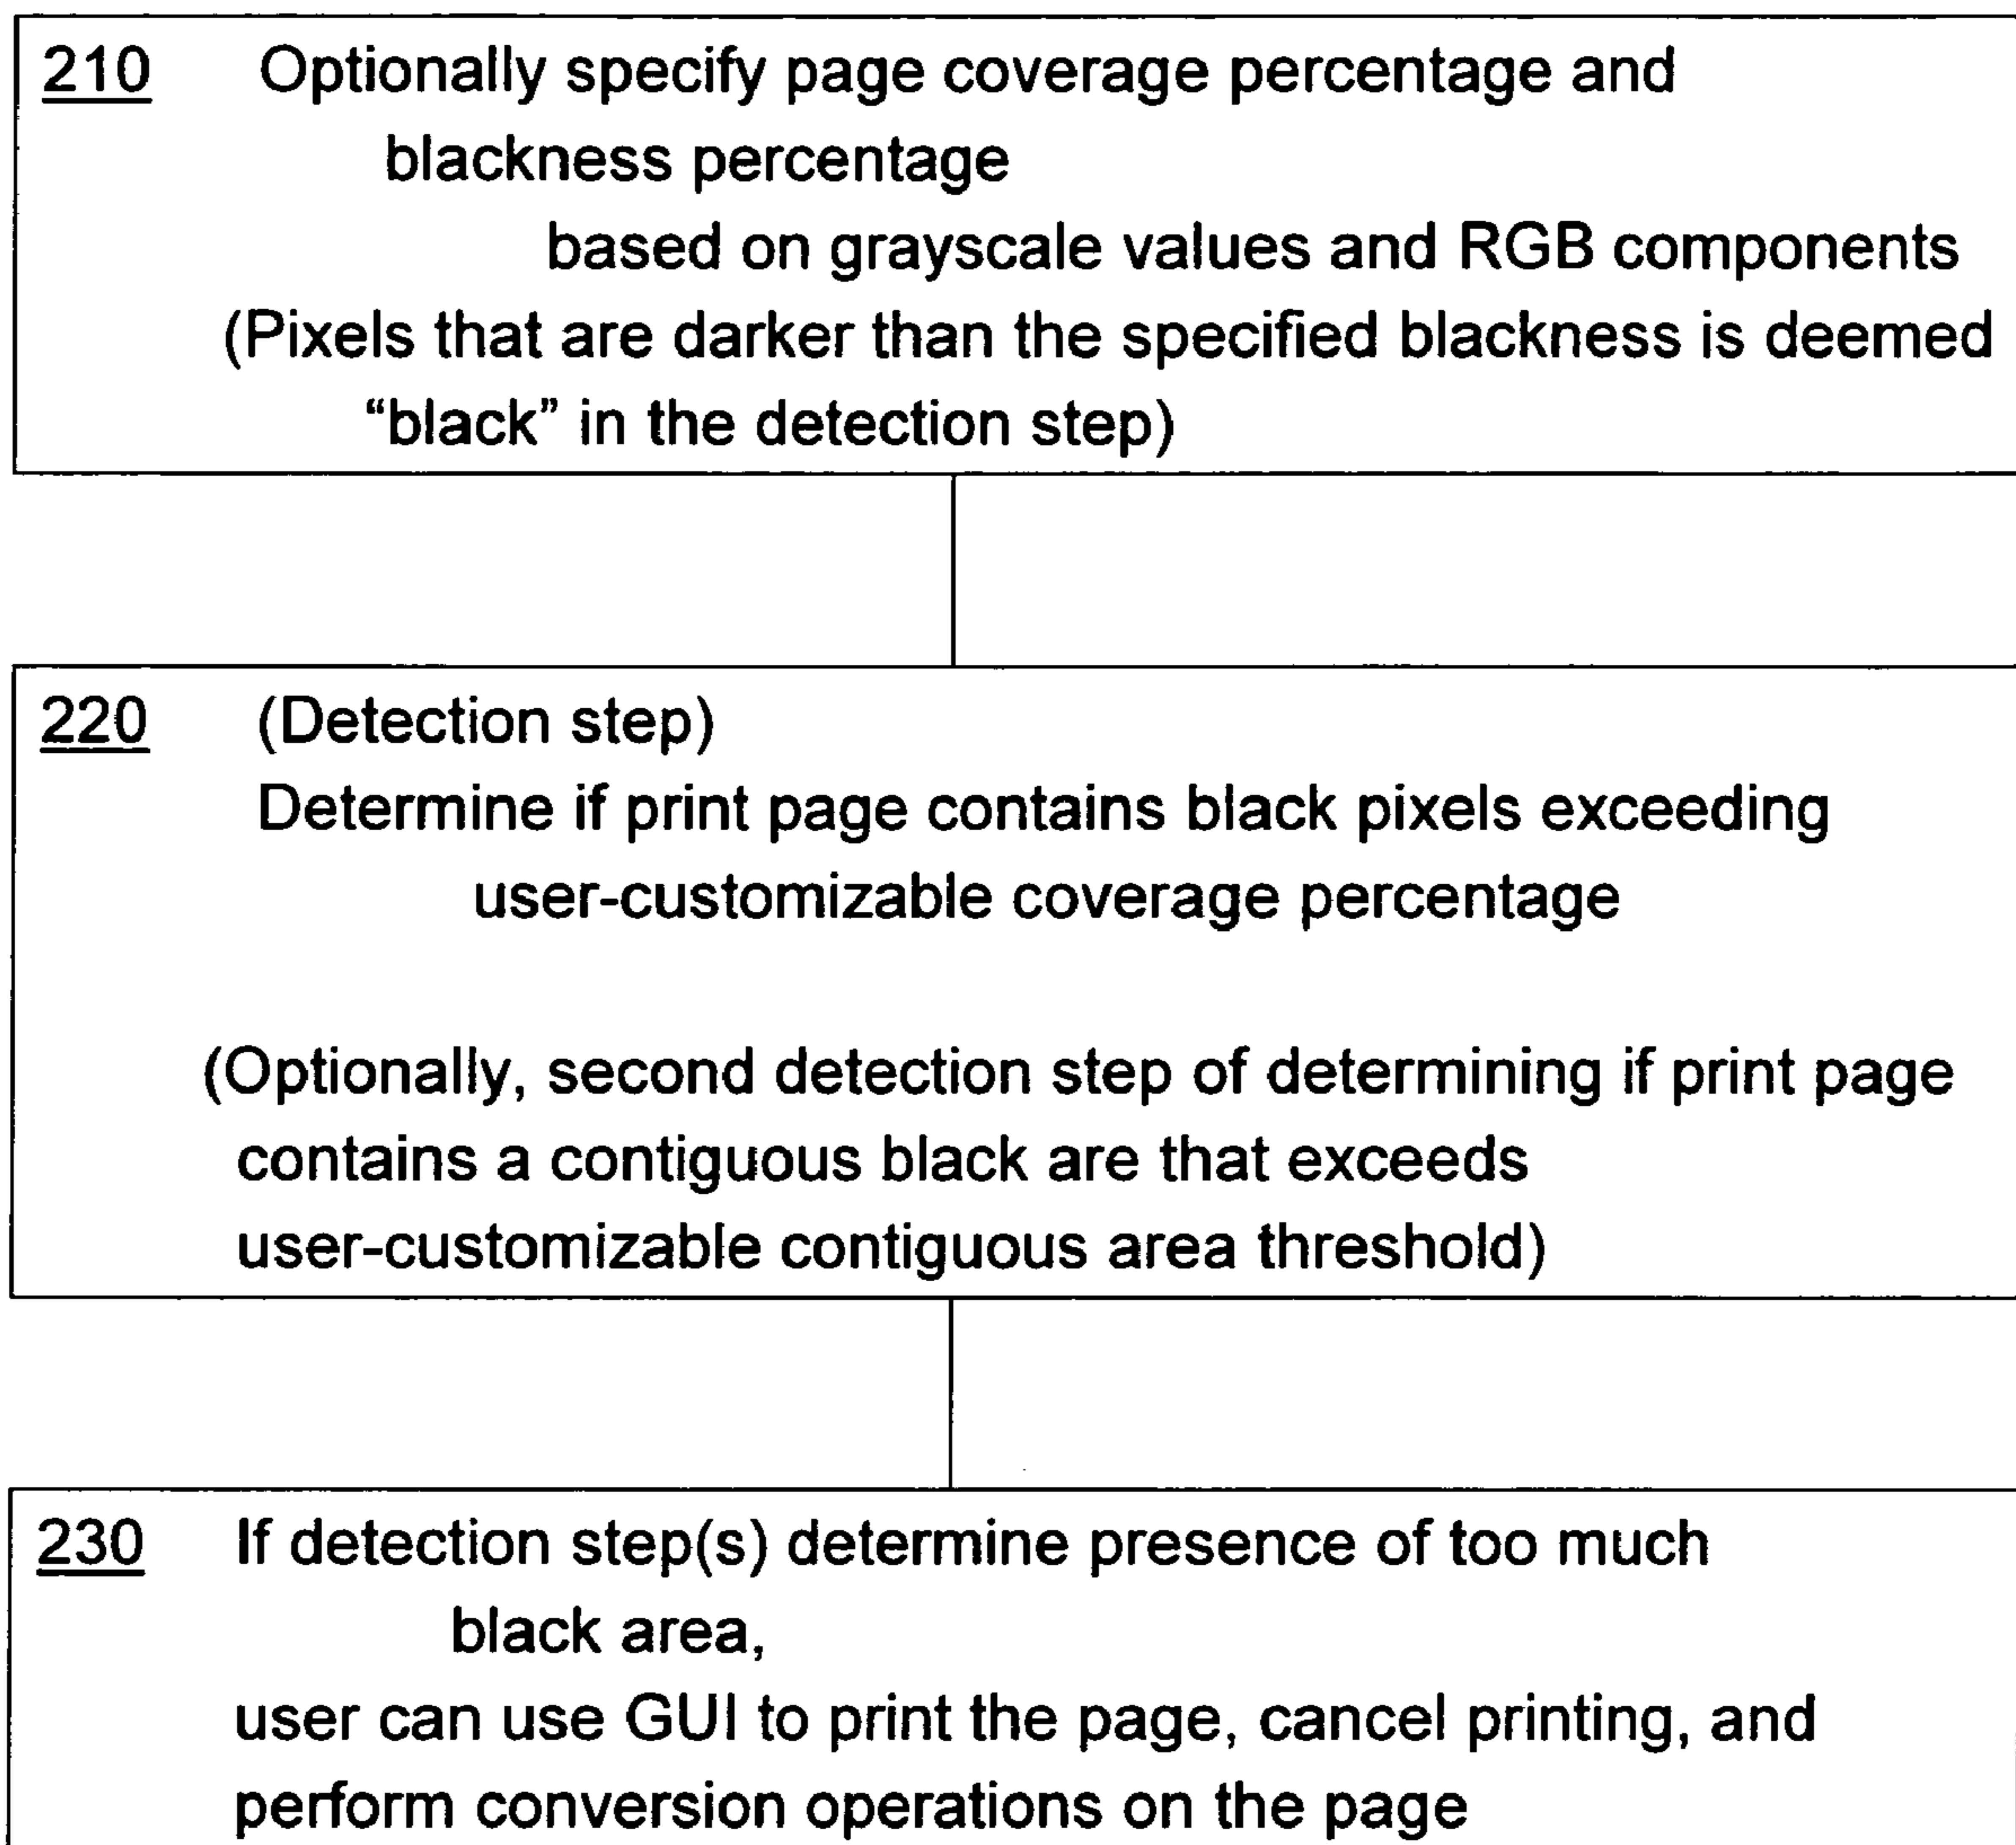 210 Optionally specify page coverage percentage and
blackness percentage
based on grayscale values and RGB components
(Pixels that are darker than the specified blackness is deemed
“black” in the detection step)
220 (Detection step)
Determine if print page contains black pixels exceeding
user-customizable coverage percentage
(Optionally, second detection step of determining if print page
contains a contiguous black are that exceeds
user-customizable contiguous area threshold)
230 If detection step(s) determine presence of too much
black area,
user can use GUI to print the page, cancel printing, and
perform conversion operations on the page